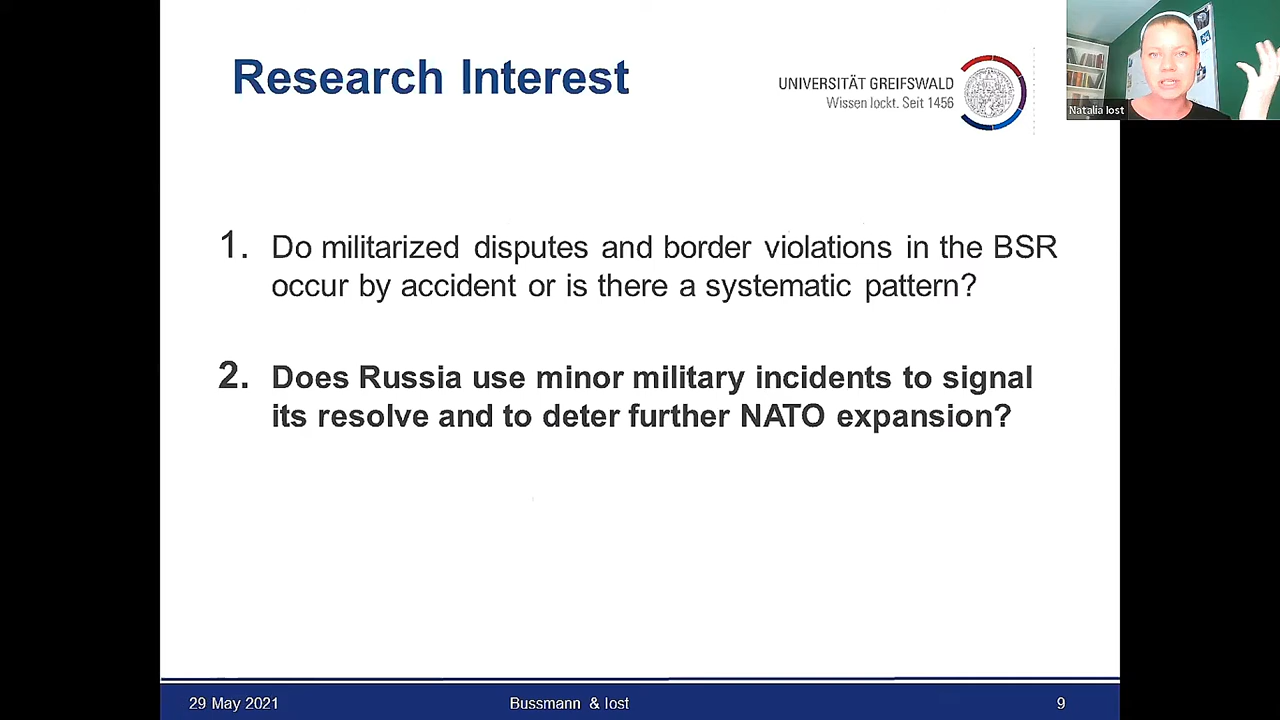 Research Interest
UNIVERSITÄT GREIFSWALD
Wissen lockt. Seit 1456
Natalia Iost
1. Do militarized disputes and border violations in the BSR
occur by accident or is there a systematic pattern?
2. Does Russia use minor military incidents to signal
its resolve and to deter further NATO expansion?
29 May 2021
Bussmann & Iost
9